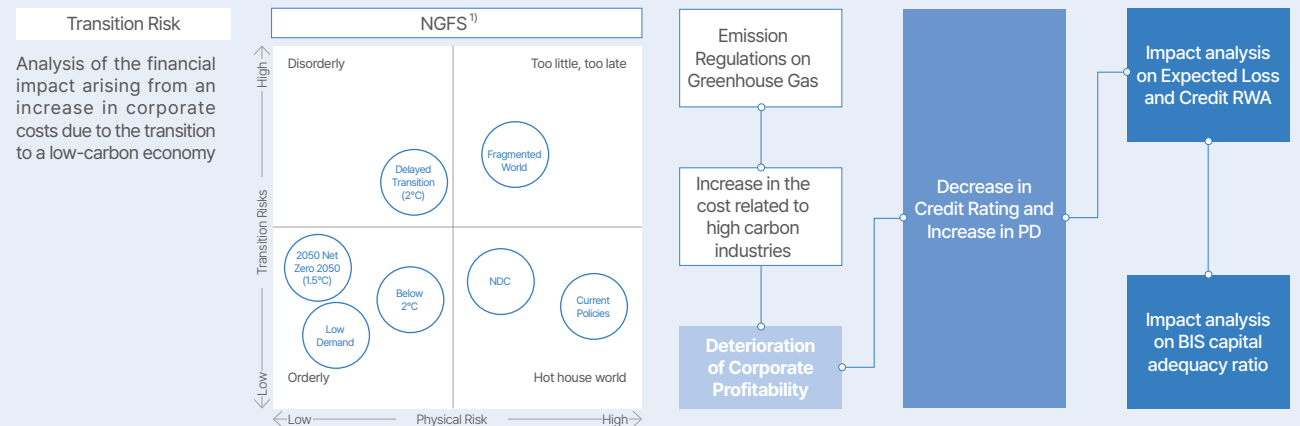 Transition Risk
Analysis of the financial
impact arising from an
increase in corporate
costs due to the transition
to a low-carbon economy
NGFS 1)
High
Transition Risks
Low
Disorderly
Too little, too late
Delayed
Transition
(2°C)
Fragmented
World
2050 Net
Zero 2050
(1.5°C)
Low
Demand
Below
2°C
NDC
Current
Policies
Orderly
Hot house world
Low
Physical Risk
High
Emission
Regulations on
Greenhouse Gas
Increase in the
cost related to
high carbon
industries
Deterioration
of Corporate
Profitability
Decrease in
Credit Rating and
Increase in PD
Impact analysis
on Expected Loss
and Credit RWA
Impact analysis
on BIS capital
adequacy ratio